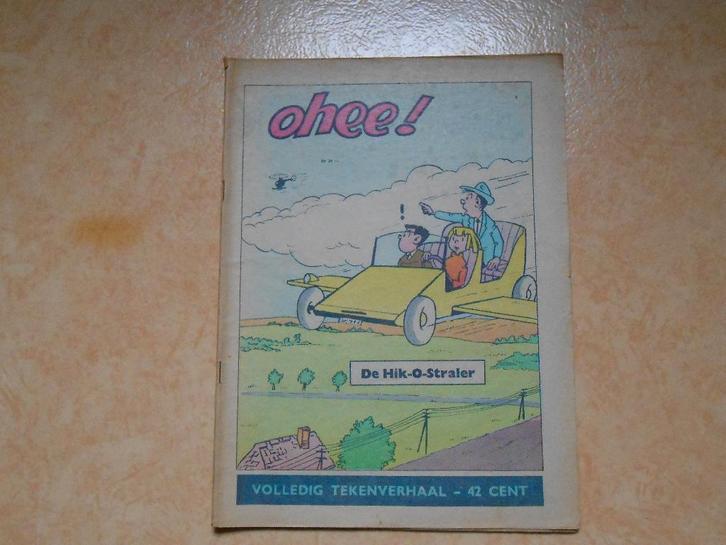 ohee!
!
De Hik-O-Straler
VOLLEDIG TEKENVERHAAL - 42 CENT